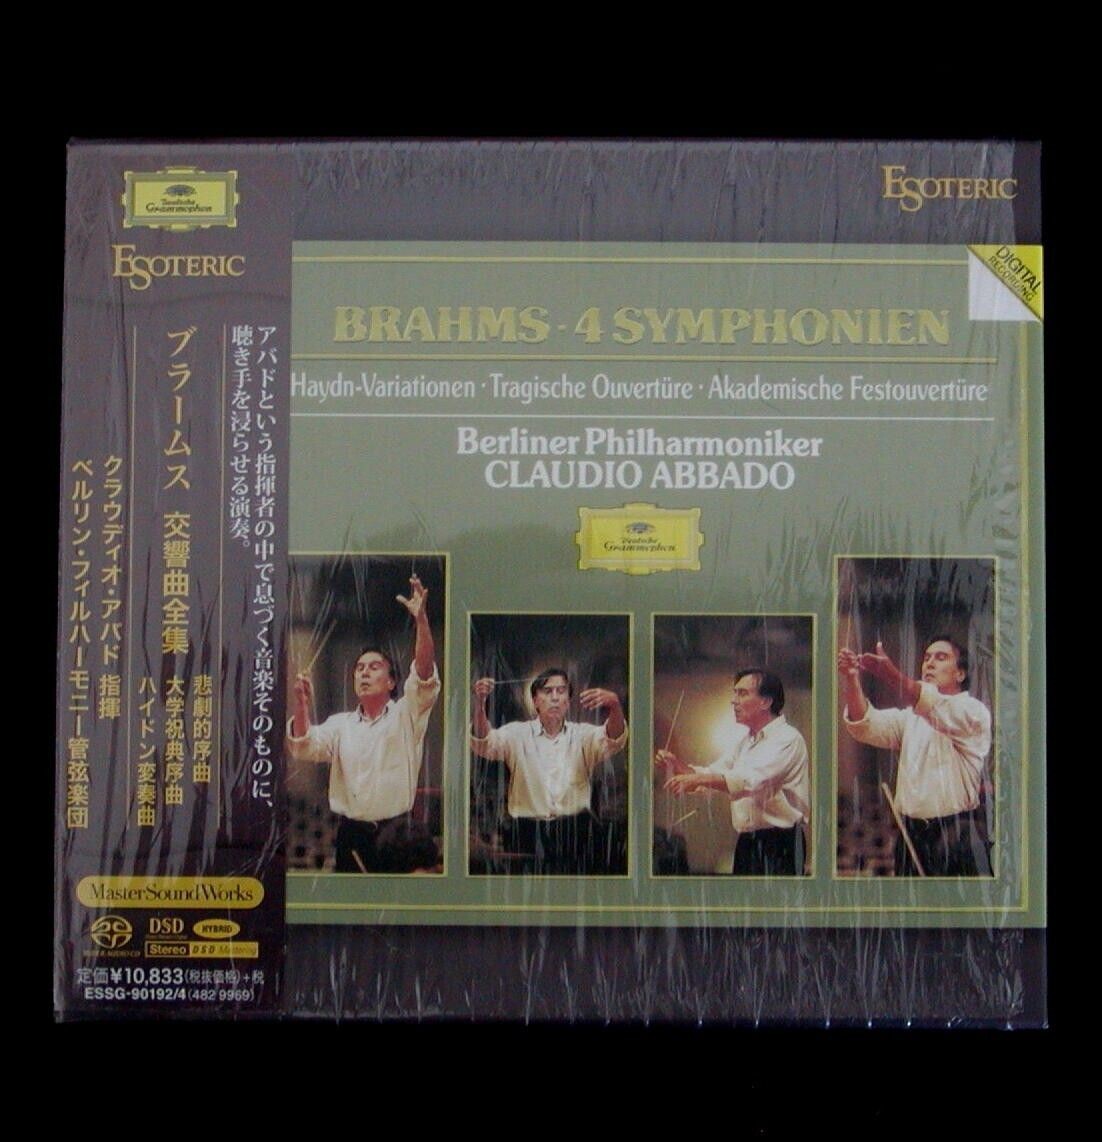 Deutsche
Grammophon
ESOTERIC
アバドという指揮者の中で息づく音楽そのものに、
聴き手を浸らせる演奏。
ブラームス 交響曲全集
悲劇的序曲
大学祝典序曲
ハイドン変奏曲
クラウディオ・アバド 指揮
ベルリン・フィルハーモニー管弦楽団
MasterSoundWorks
SUPER AUDIO CD
DSD
HYBRID
Stereo
DSD Mastering
定価¥10,833(税抜価格)+税
ESSG-90192/4(482 9969)
ESOTERIC
DIGITAL
RECORDING
BRAHMS - 4 SYMPHONIEN
Haydn-Variationen · Tragische Ouvertüre · Akademische Festouvertüre
Berliner Philharmoniker
CLAUDIO ABBADO
Deutsche
Grammophon